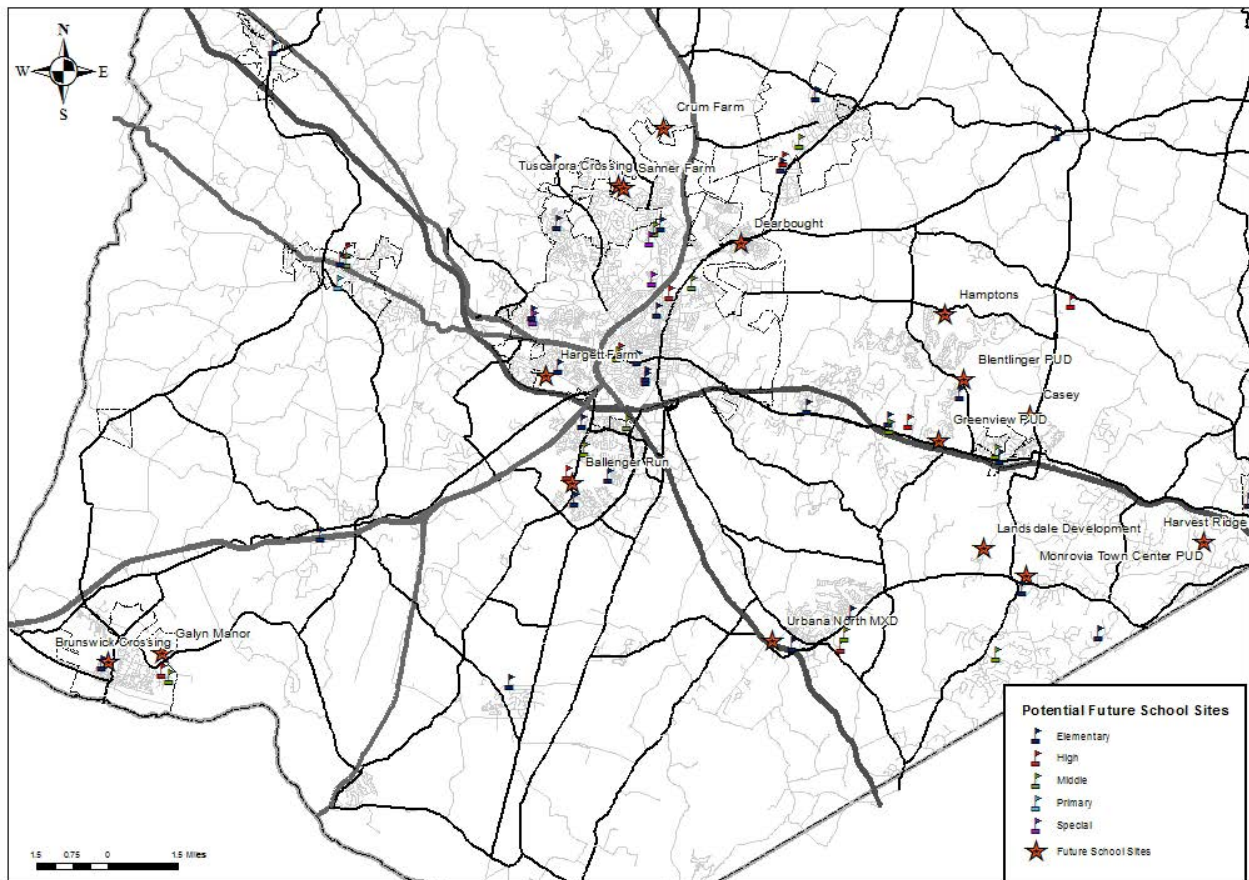 N
W E
S
Crum Farm
Tuscarora Crossing
Sanner Farm
Dearbought
Hamptons
Hargett Farm
Blentlinger PUD
Casey
Greenview PUD
Ballenger Run
Landsdale Development
Harvest Ridge
Monrovia Town Center PUD
Urbana North MXD
Brunswick Crossing
Galyn Manor
Potential Future School Sites
Elementary
High
Middle
Primary
Special
Future School Sites
1.5 0.75 0 1.5 Miles